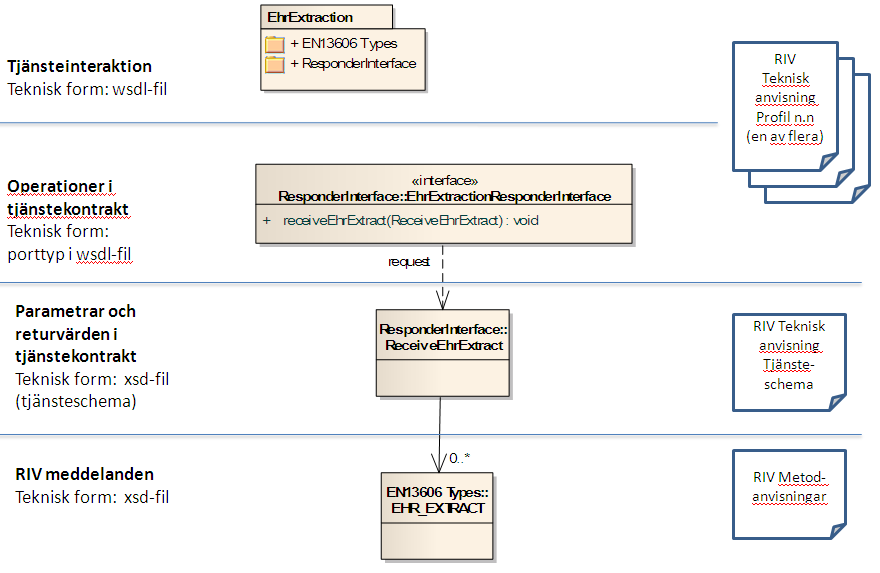 EhrExtraction
+ EN13606 Types
+ ResponderInterface
Tjänsteinteraktion
Teknisk form: wsdl-fil
RIV
Teknisk
anvisning
Profil n.n
(en av flera)
Operationer i
tjänstekontrakt
Teknisk form:
porttyp i wsdl-fil
«interface»
ResponderInterface::EhrExtractionResponderInterface
+ receiveEhrExtract(ReceiveEhrExtract) : void
request
Parametrar och
returvärden i
tjänstekontrakt
Teknisk form: xsd-fil
(tjänsteschema)
ResponderInterface::
ReceiveEhrExtract
RIV Teknisk
anvisning
Tjänste-
schema
0..*
RIV meddelanden
Teknisk form: xsd-fil
EN13606 Types::
EHR_EXTRACT
RIV Metod-
anvisningar